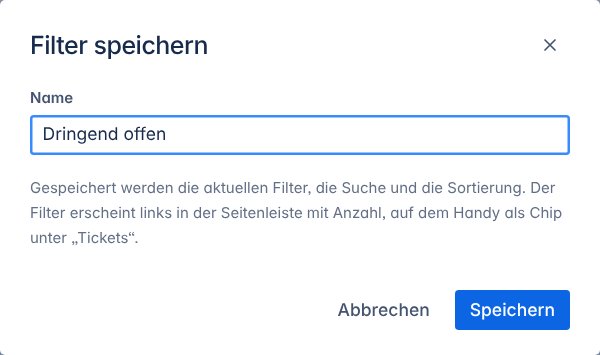 Filter speichern
Name
Dringend offen
Gespeichert werden die aktuellen Filter, die Suche und die Sortierung. Der
Filter erscheint links in der Seitenleiste mit Anzahl, auf dem Handy als Chip
unter „Tickets“.
Abbrechen
Speichern